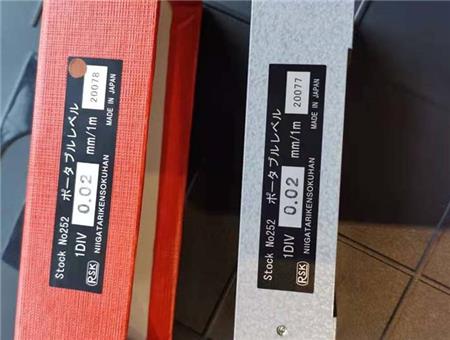 Stock No252 ポータブルレベル 20078
1DIV 0.02 mm/1m
RSK NIIGATARIKENSOKUHAN MADE IN JAPAN
Stock No252 ポータブルレベル 20077
1DIV 0.02 mm/1m
RSK NIIGATARIKENSOKUHAN MADE IN JAPAN